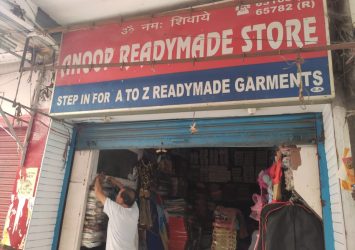 ॐ नमः शिवाये
65782 (R)
ANOOP READYMADE STORE
STEP IN FOR A TO Z READYMADE GARMENTS